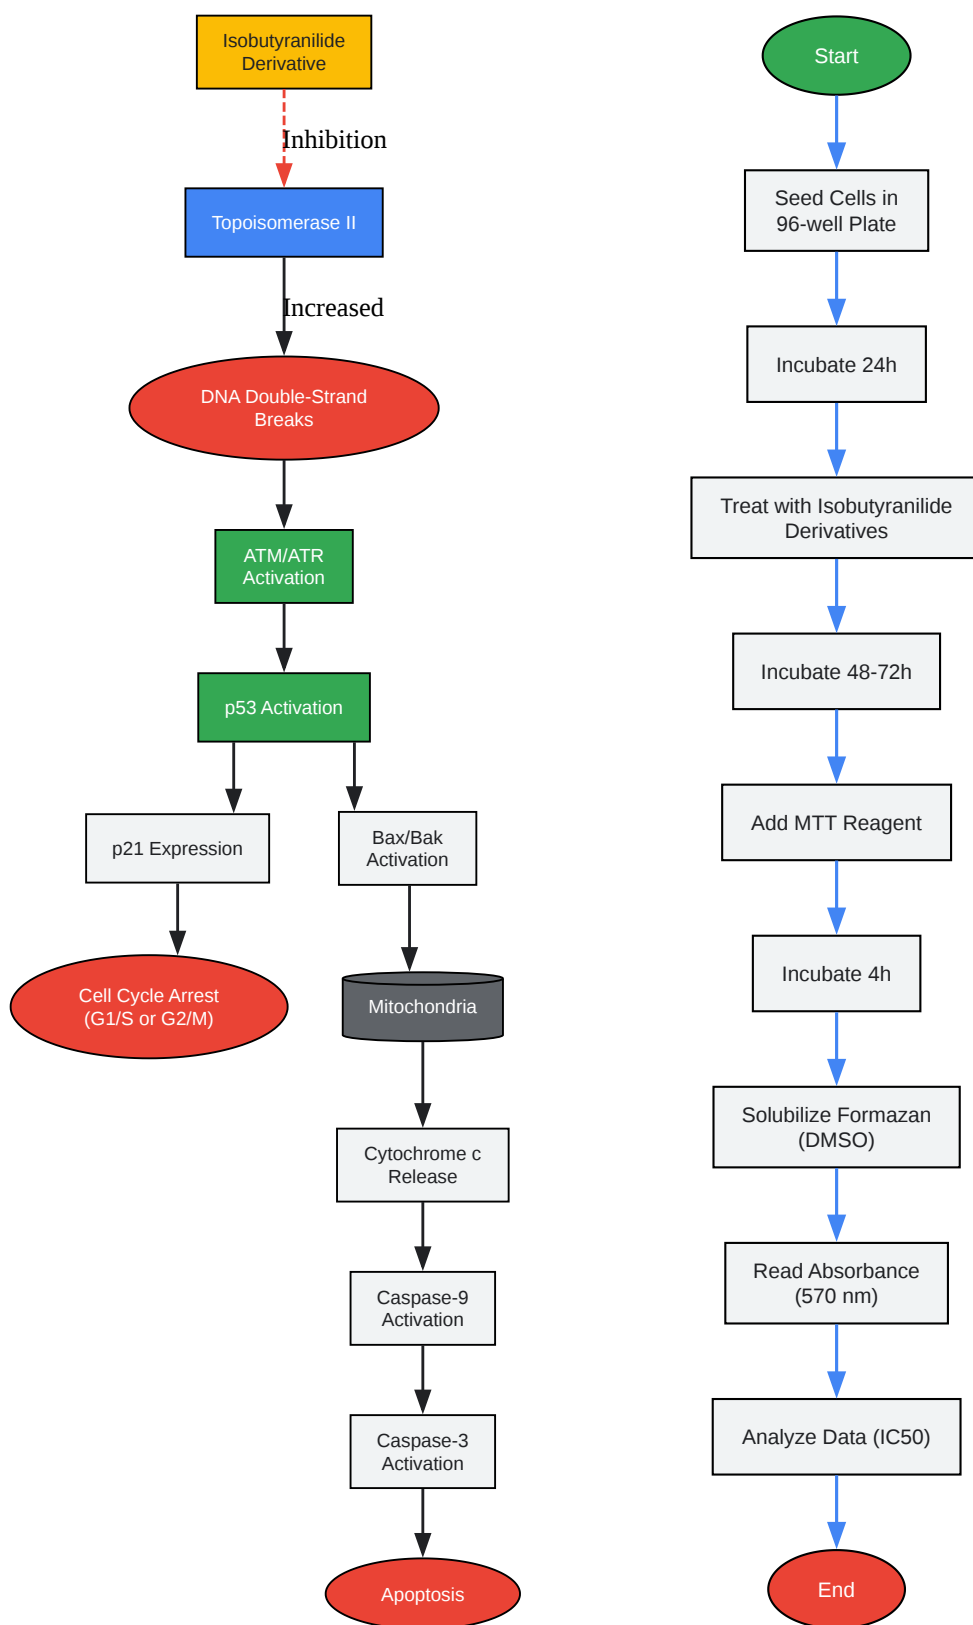 Isobutyranilide
Derivative
Inhibition
Topoisomerase II
Increased
DNA Double-Strand
Breaks
ATM/ATR
Activation
p53 Activation
p21 Expression
Bax/Bak
Activation
Cell Cycle Arrest
(G1/S or G2/M)
Mitochondria
Cytochrome c
Release
Caspase-9
Activation
Caspase-3
Activation
Apoptosis
Start
Seed Cells in
96-well Plate
Incubate 24h
Treat with Isobutyranilide
Derivatives
Incubate 48-72h
Add MTT Reagent
Incubate 4h
Solubilize Formazan
(DMSO)
Read Absorbance
(570 nm)
Analyze Data (IC50)
End